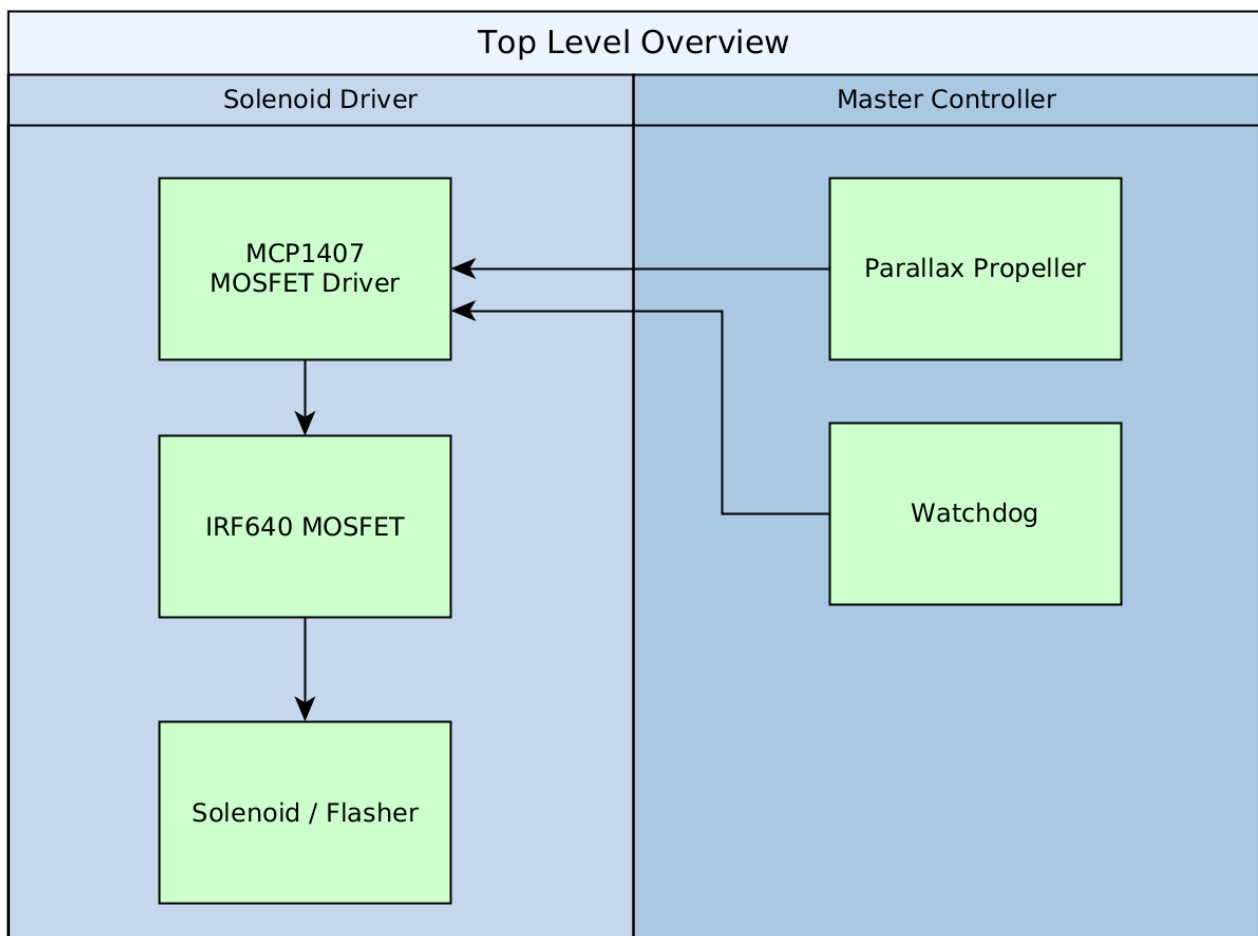 Top Level Overview
Solenoid Driver
Master Controller
MCP1407
MOSFET Driver
Parallax Propeller
IRF640 MOSFET
Watchdog
Solenoid / Flasher